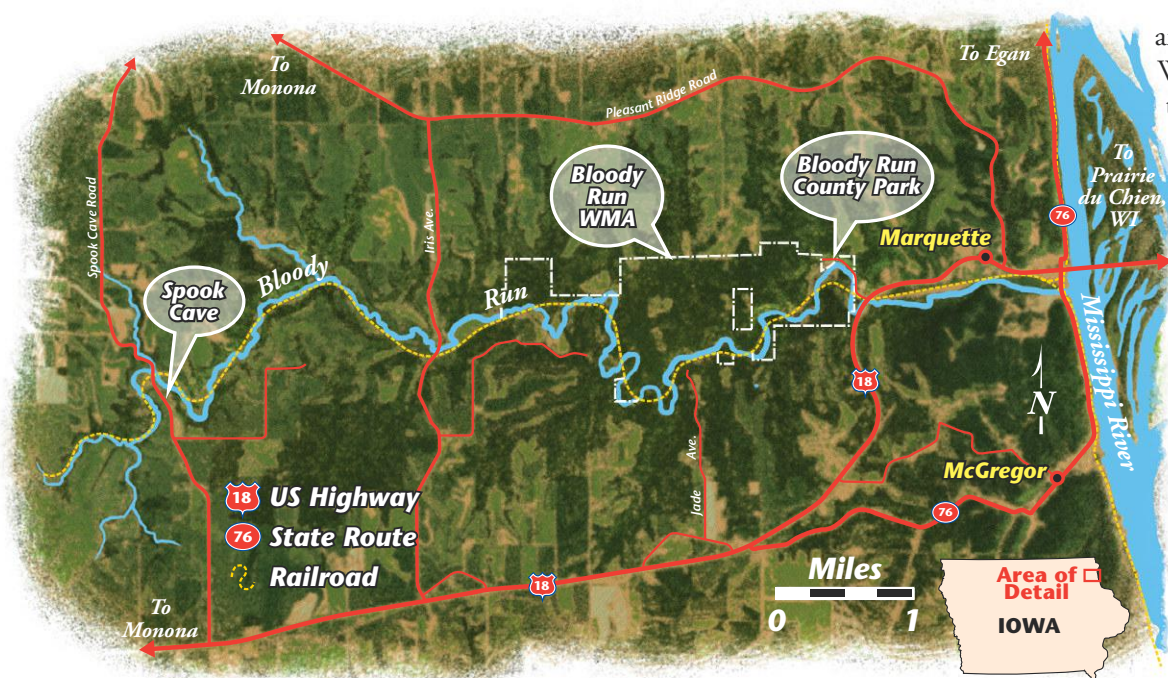 To
Monona
Pleasant Ridge Road
To Egan
To
Prairie
du Chien,
WI
Spook Cave Road
Iris Ave.
Bloody
Run
WMA
Bloody Run
County Park
76
Marquette
Spook
Cave
Bloody
Run
Mississippi River
18
N
McGregor
Jade Ave.
76
18 US Highway
76 State Route
Railroad
18
Miles
0 1
To
Monona
Area of
Detail
IOWA